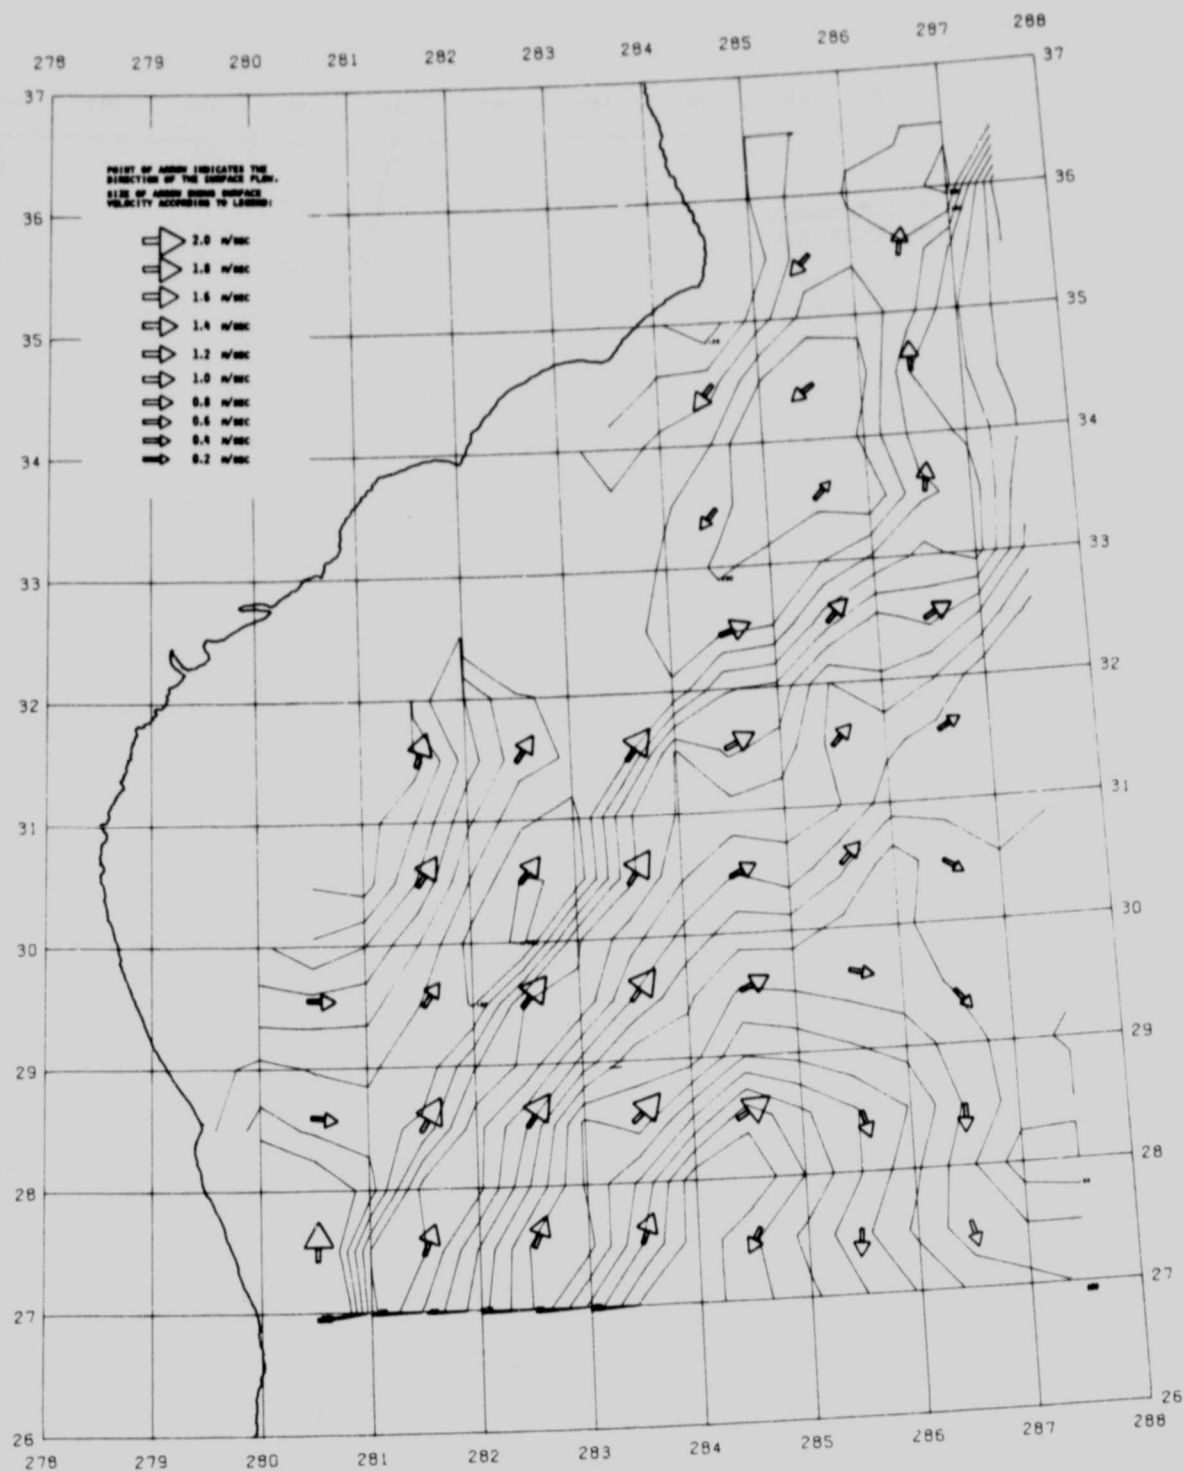 278 279 280 281 282 283 284 285 286 287 288
37 37
POINT OF ARROW INDICATES THE
DIRECTION OF THE SURFACE FLOW.
SIZE OF ARROW SHOWS SURFACE
VELOCITY ACCORDING TO LEGEND:
36 36
2.0 M/SEC
1.8 M/SEC
1.6 M/SEC
1.4 M/SEC
35 35
1.2 M/SEC
1.0 M/SEC
0.8 M/SEC
0.6 M/SEC
0.4 M/SEC
0.2 M/SEC
34 34
33 33
32 32
31 31
30 30
29 29
28 28
27 27
26 26
278 279 280 281 282 283 284 285 286 287 288